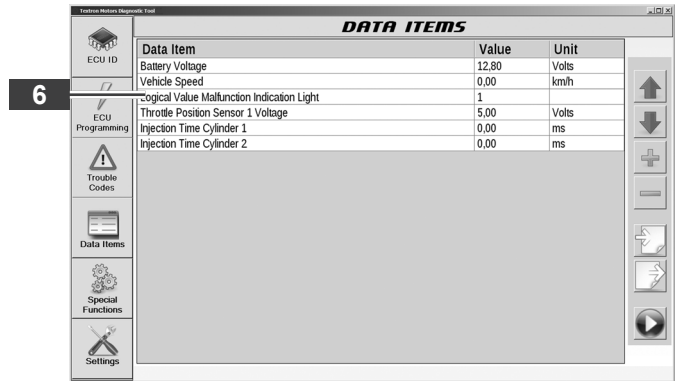 Textron Motors Diagnostic Tool
DATA ITEMS
ECU ID
ECU
Programming
Trouble
Codes
Data Items
Special
Functions
Settings
6
Data Item Value Unit
Battery Voltage 12,80 Volts
Vehicle Speed 0,00 km/h
Logical Value Malfunction Indication Light 1
Throttle Position Sensor 1 Voltage 5,00 Volts
Injection Time Cylinder 1 0,00 ms
Injection Time Cylinder 2 0,00 ms